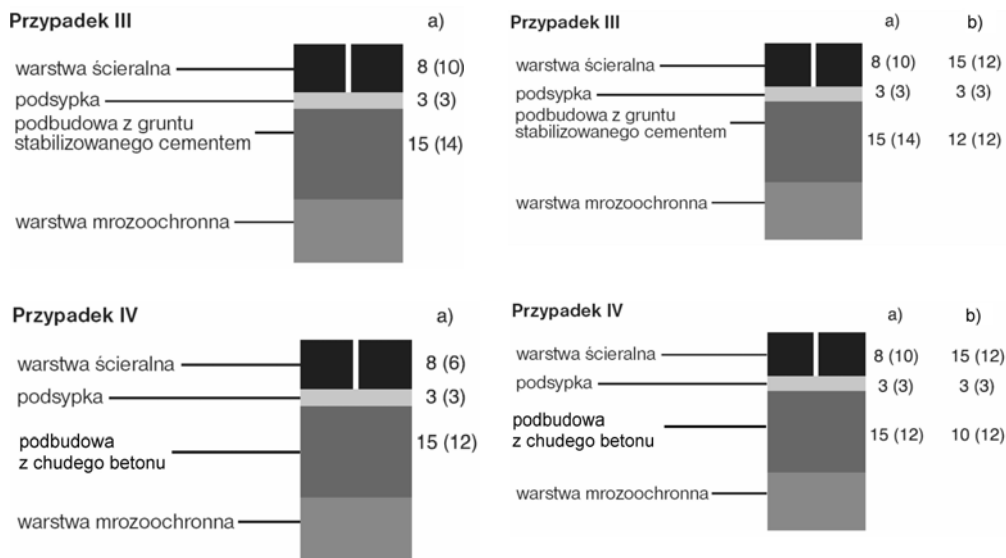 Przypadek III
a)
warstwa ścieralna
8 (10)
podsypka
3 (3)
podbudowa z gruntu
stabilizowanego cementem
15 (14)
warstwa mrozoochronna
Przypadek III
a)
b)
warstwa ścieralna
8 (10)
15 (12)
podsypka
3 (3)
3 (3)
podbudowa z gruntu
stabilizowanego cementem
15 (14)
12 (12)
warstwa mrozoochronna
Przypadek IV
a)
warstwa ścieralna
8 (6)
podsypka
3 (3)
podbudowa
z chudego betonu
15 (12)
warstwa mrozoochronna
Przypadek IV
a)
b)
warstwa ścieralna
8 (10)
15 (12)
podsypka
3 (3)
3 (3)
podbudowa
z chudego betonu
15 (12)
10 (12)
warstwa mrozoochronna